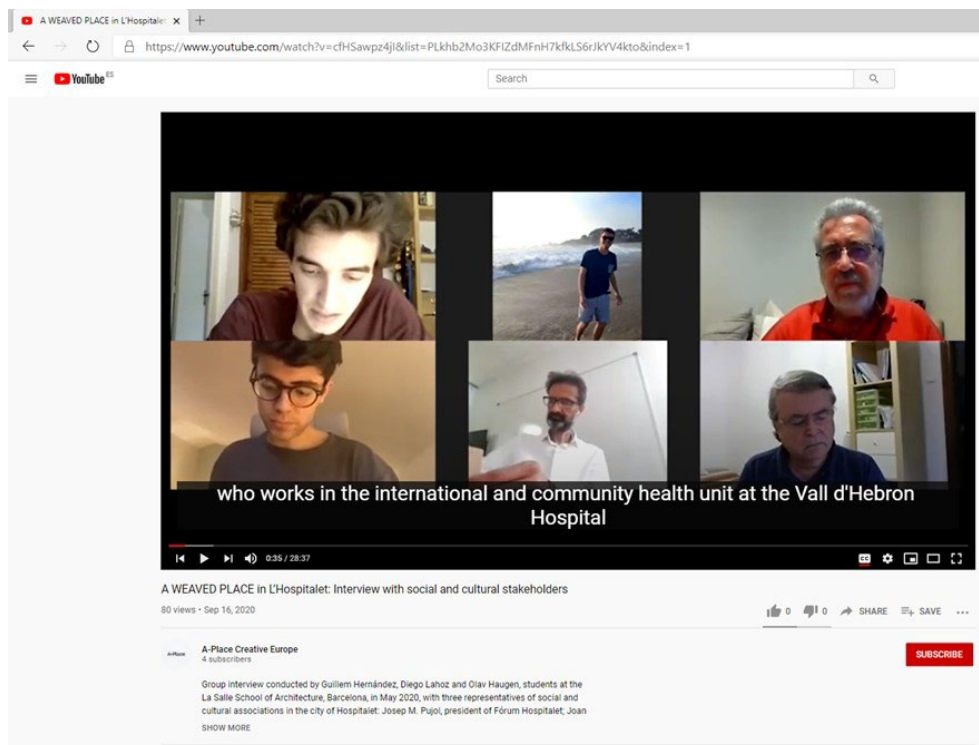 A WEAVED PLACE in L'Hospitale
https://www.youtube.com/watch?v=cfHSawpz4jI&list=PLkhb2Mo3KFIZdMFnH7kfkLS6rJkYV4kto&index=1
YouTube ES
Search
who works in the international and community health unit at the Vall d'Hebron
Hospital
0:35 / 28:37
A WEAVED PLACE in L'Hospitalet: Interview with social and cultural stakeholders
80 views • Sep 16, 2020
0 0 SHARE SAVE
A-Place
A-Place Creative Europe
4 subscribers
SUBSCRIBE
Group interview conducted by Guillem Hernández, Diego Lahoz and Olav Haugen, students at the
La Salle School of Architecture, Barcelona, in May 2020, with three representatives of social and
cultural associations in the city of Hospitalet: Josep M. Pujol, president of Fórum Hospitalet; Joan
SHOW MORE